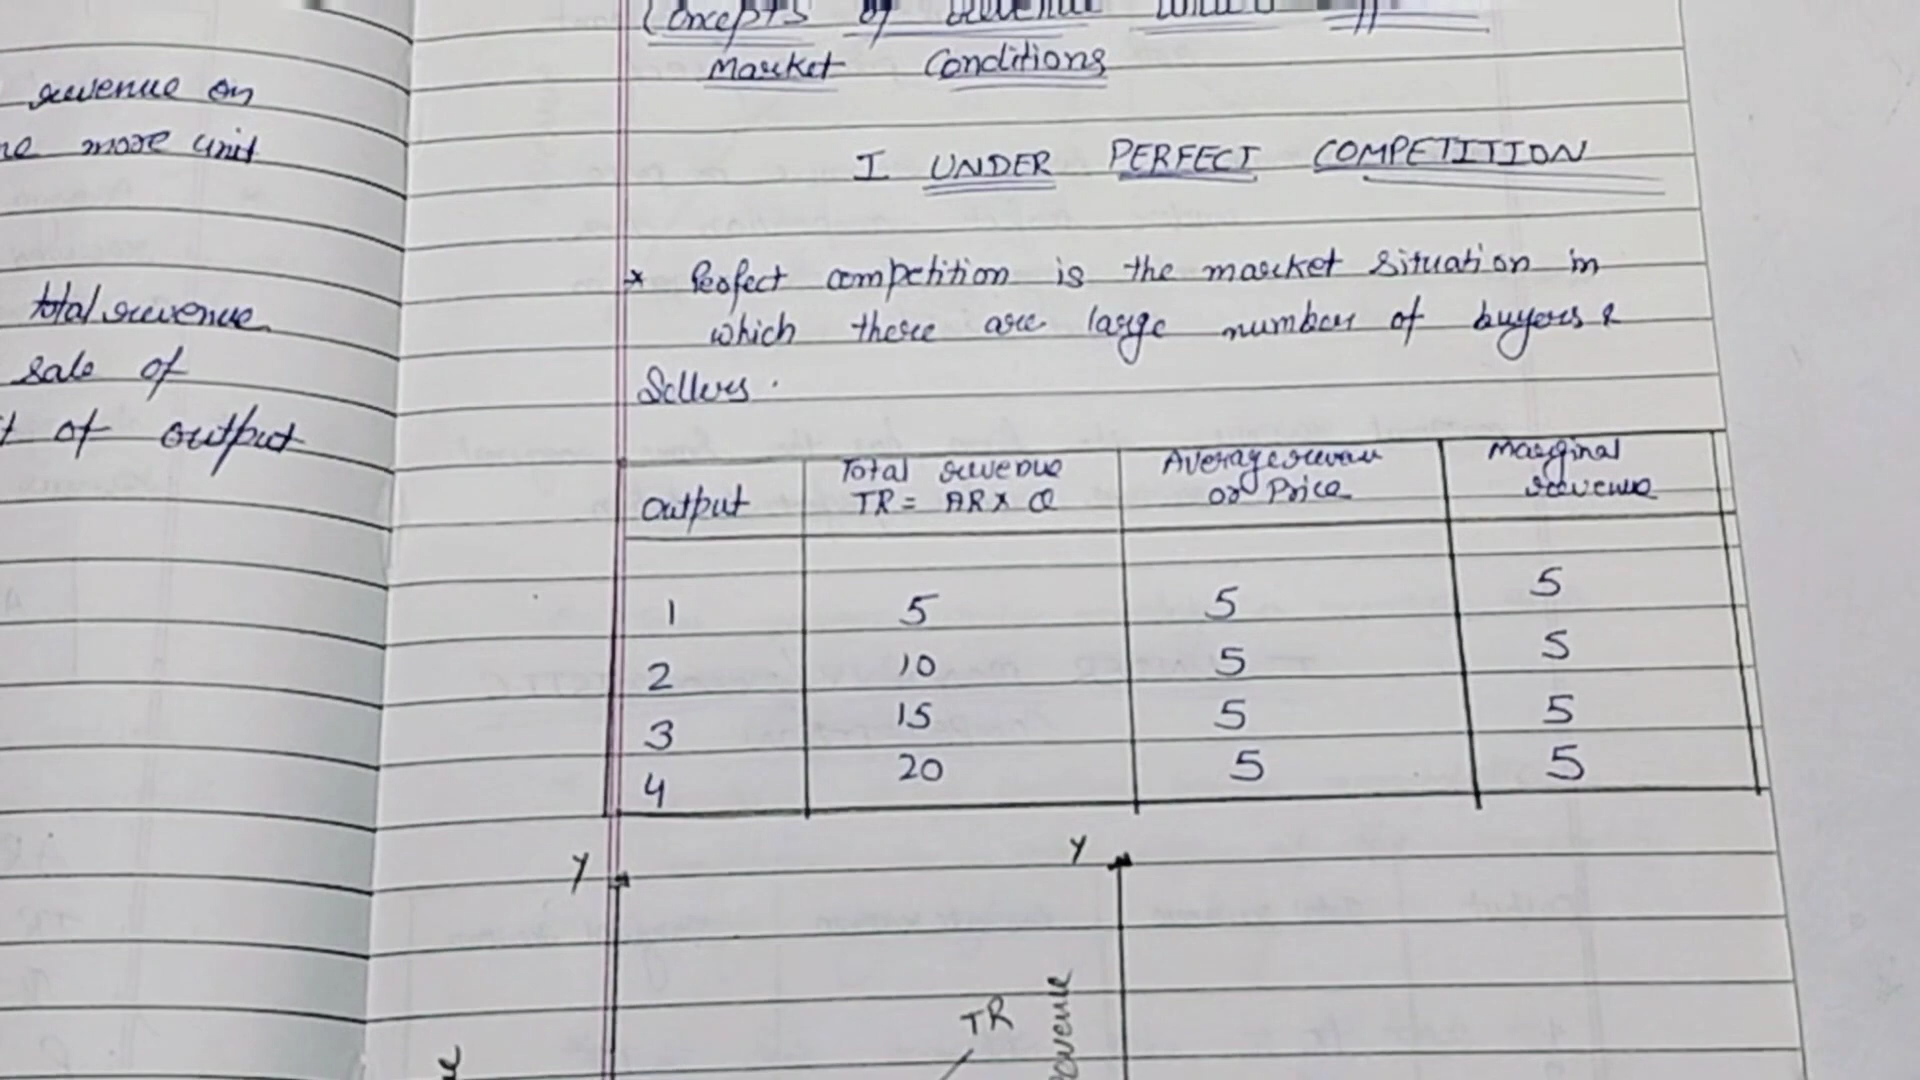 revenue on
more unit
total revenue
sale of
of output
Concepts of Revenue
Market Conditions
I UNDER PERFECT COMPETITION
* Perfect competition is the market situation in
which there are large number of buyers &
Sellers.
Output | Total revenue TR = AR x Q | Average revenue or Price | Marginal revenue
1 5 5 5
2 10 5 5
3 15 5 5
4 20 5 5
Y Y
TR